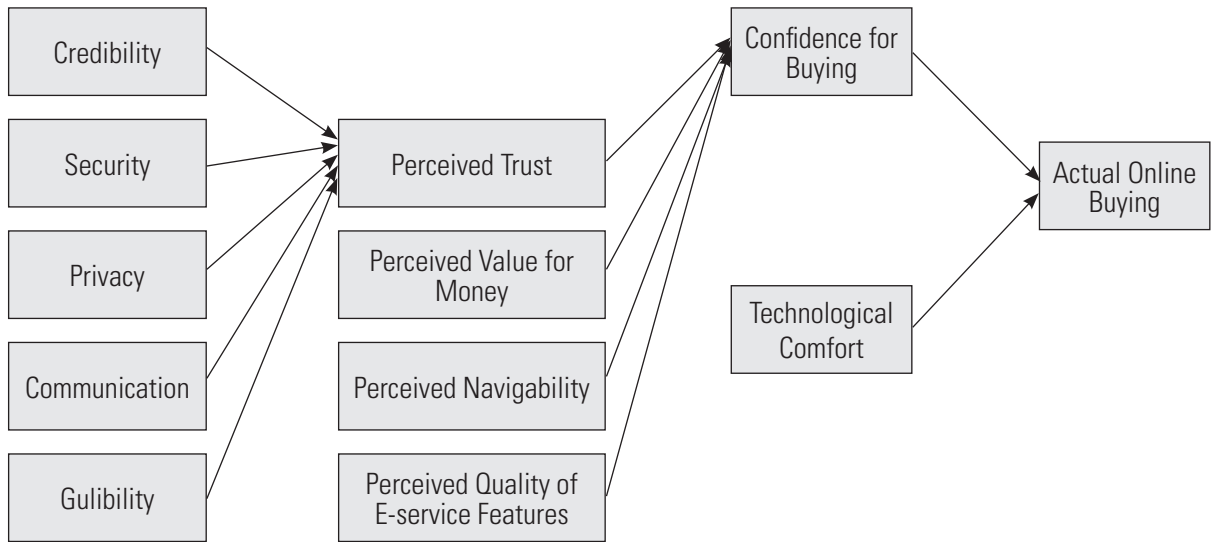 Credibility
Security
Privacy
Communication
Gulibility
Perceived Trust
Perceived Value for
Money
Perceived Navigability
Perceived Quality of
E-service Features
Confidence for
Buying
Technological
Comfort
Actual Online
Buying